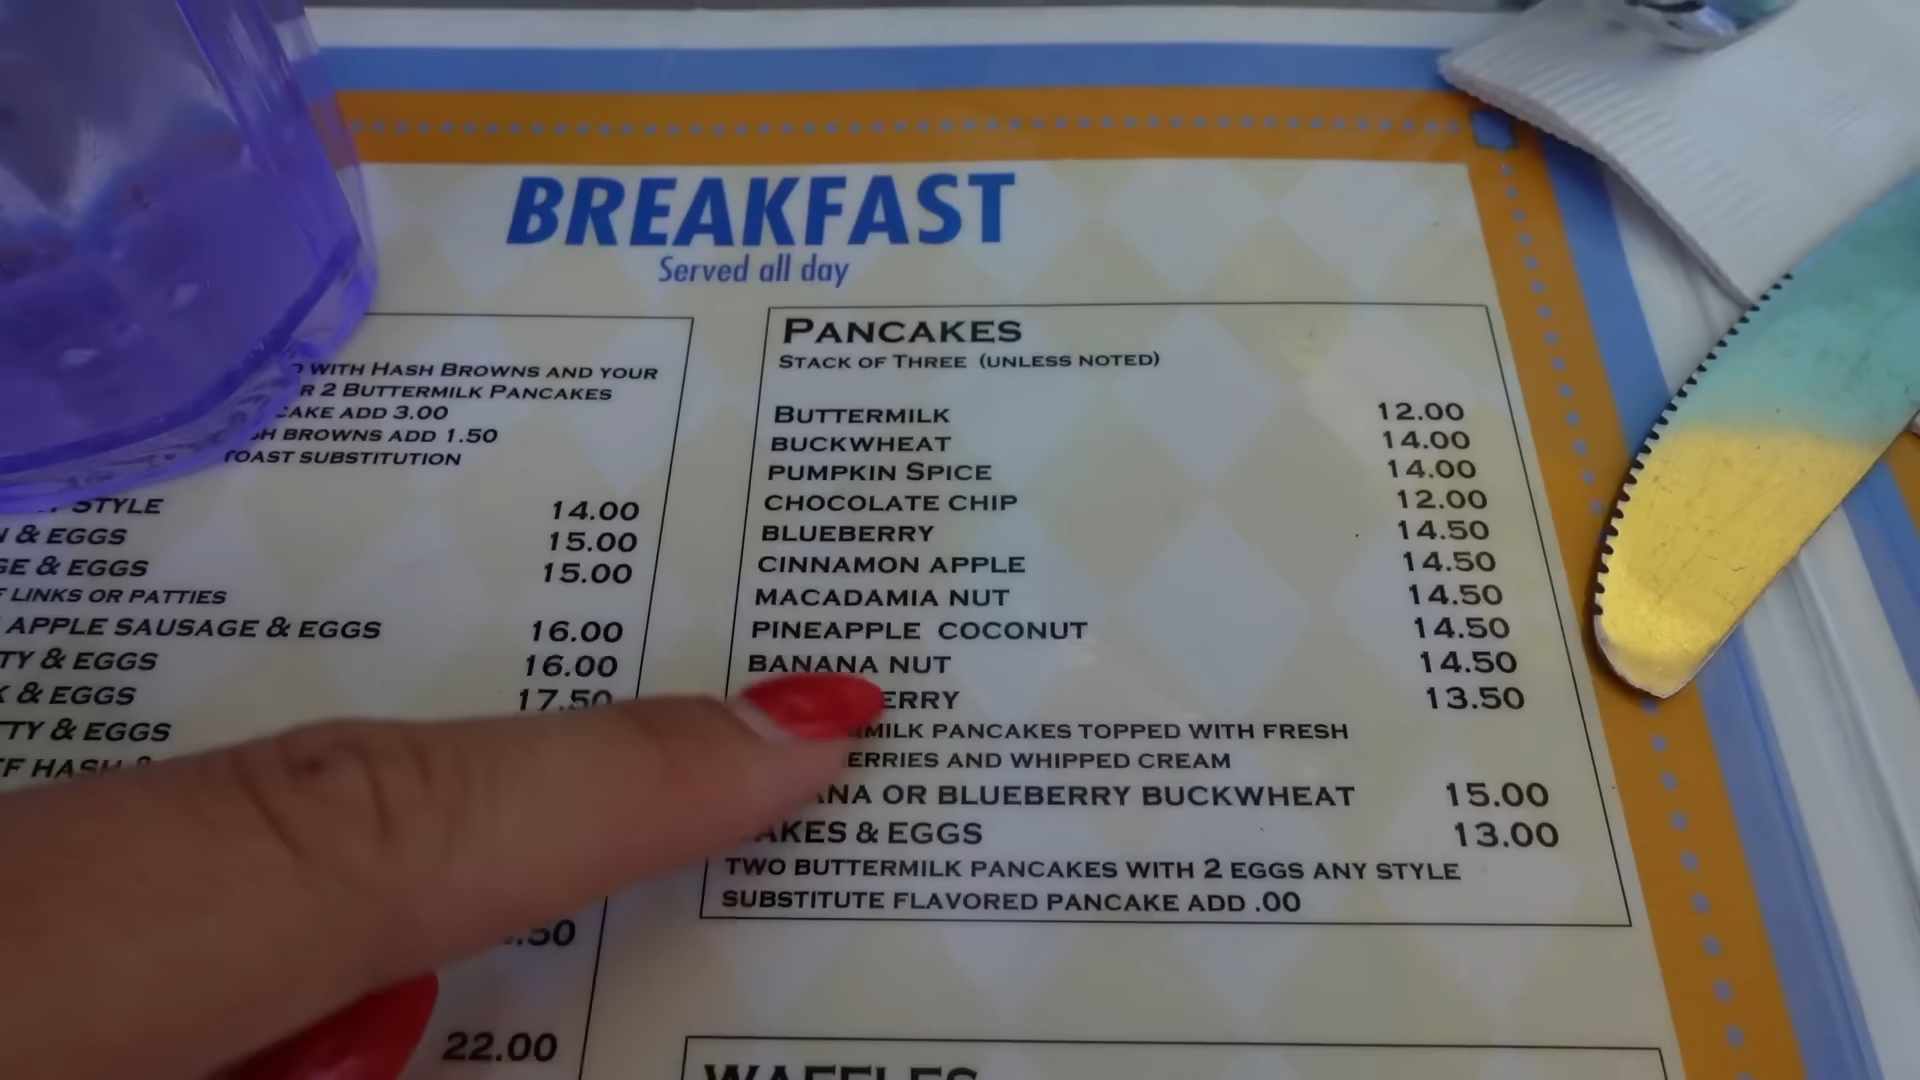 BREAKFAST
Served all day
WITH HASH BROWNS AND YOUR
2 BUTTERMILK PANCAKES
ADD 3.00
BROWNS ADD 1.50
TOAST SUBSTITUTION
STYLE 14.00
& EGGS 15.00
& EGGS 15.00
LINKS OR PATTIES
APPLE SAUSAGE & EGGS 16.00
& EGGS 16.00
& EGGS 17.50
& EGGS
HASH &
22.00
PANCAKES
STACK OF THREE (UNLESS NOTED)
BUTTERMILK 12.00
BUCKWHEAT 14.00
PUMPKIN SPICE 14.00
CHOCOLATE CHIP 12.00
BLUEBERRY 14.50
CINNAMON APPLE 14.50
MACADAMIA NUT 14.50
PINEAPPLE COCONUT 14.50
BANANA NUT 14.50
13.50
PANCAKES TOPPED WITH FRESH
AND WHIPPED CREAM
OR BLUEBERRY BUCKWHEAT 15.00
& EGGS 13.00
TWO BUTTERMILK PANCAKES WITH 2 EGGS ANY STYLE
SUBSTITUTE FLAVORED PANCAKE ADD .00
WAFFLES